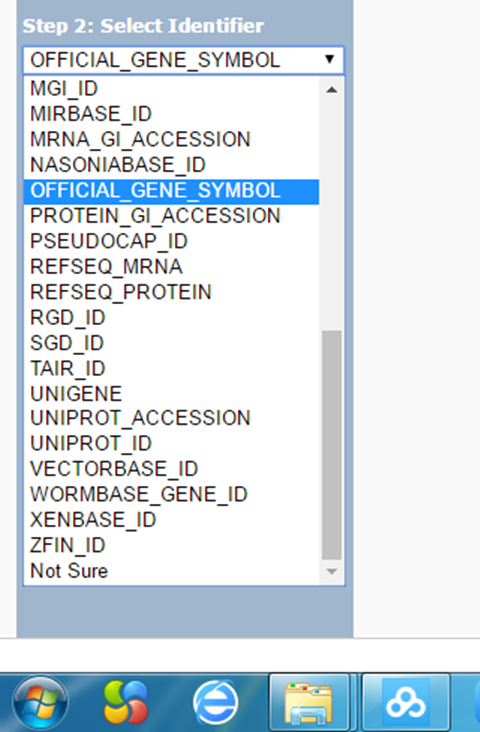 Step 2: Select Identifier
OFFICIAL_GENE_SYMBOL
MGI_ID
MIRBASE_ID
MRNA_GI_ACCESSION
NASONIABASE_ID
OFFICIAL_GENE_SYMBOL
PROTEIN_GI_ACCESSION
PSEUDOCAP_ID
REFSEQ_MRNA
REFSEQ_PROTEIN
RGD_ID
SGD_ID
TAIR_ID
UNIGENE
UNIPROT_ACCESSION
UNIPROT_ID
VECTORBASE_ID
WORMBASE_GENE_ID
XENBASE_ID
ZFIN_ID
Not Sure